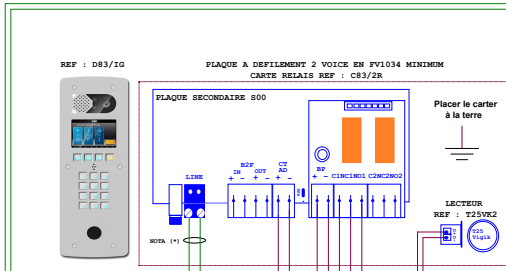 REF : D83/IG
PLAQUE A DEFILEMENT 2 VOICE EN FV1034 MINIMUM
CARTE RELAIS REF : C83/2R
PLAQUE SECONDAIRE S00
Placer le carter
à la terre
B2F
CT
AD
BP
LINE
IN OUT
+ - + - + -
+ - C1NC1NO1 C2NC2NO2
LECTEUR
REF : T25VK2
T25
Vigik
NOTA (*)